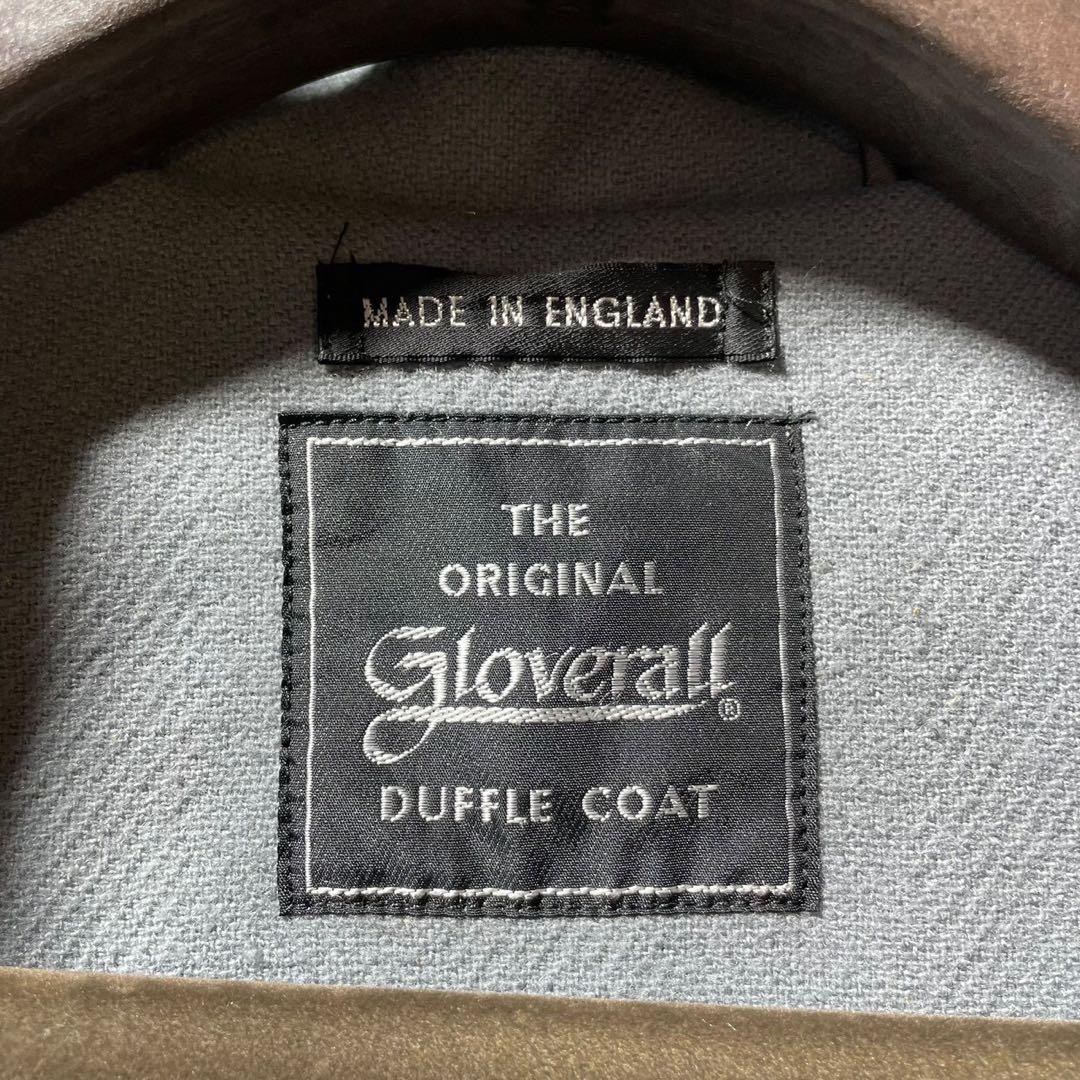 MADE IN ENGLAND
THE
ORIGINAL
Gloverall®
DUFFLE COAT